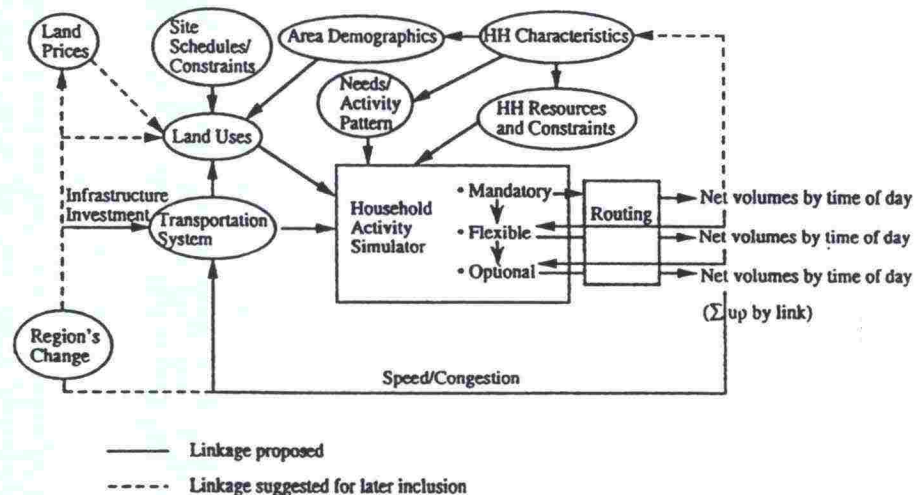 Land
Prices
Site
Schedules/
Constraints
Area Demographics
HH Characteristics
Needs/
Activity
Pattern
HH Resources
and Constraints
Land Uses
Infrastructure
Investment
Transportation
System
Household
Activity
Simulator
• Mandatory
• Flexible
• Optional
Routing
Net volumes by time of day
Net volumes by time of day
Net volumes by time of day
(∑ up by link)
Region's
Change
Speed/Congestion
Linkage proposed
Linkage suggested for later inclusion